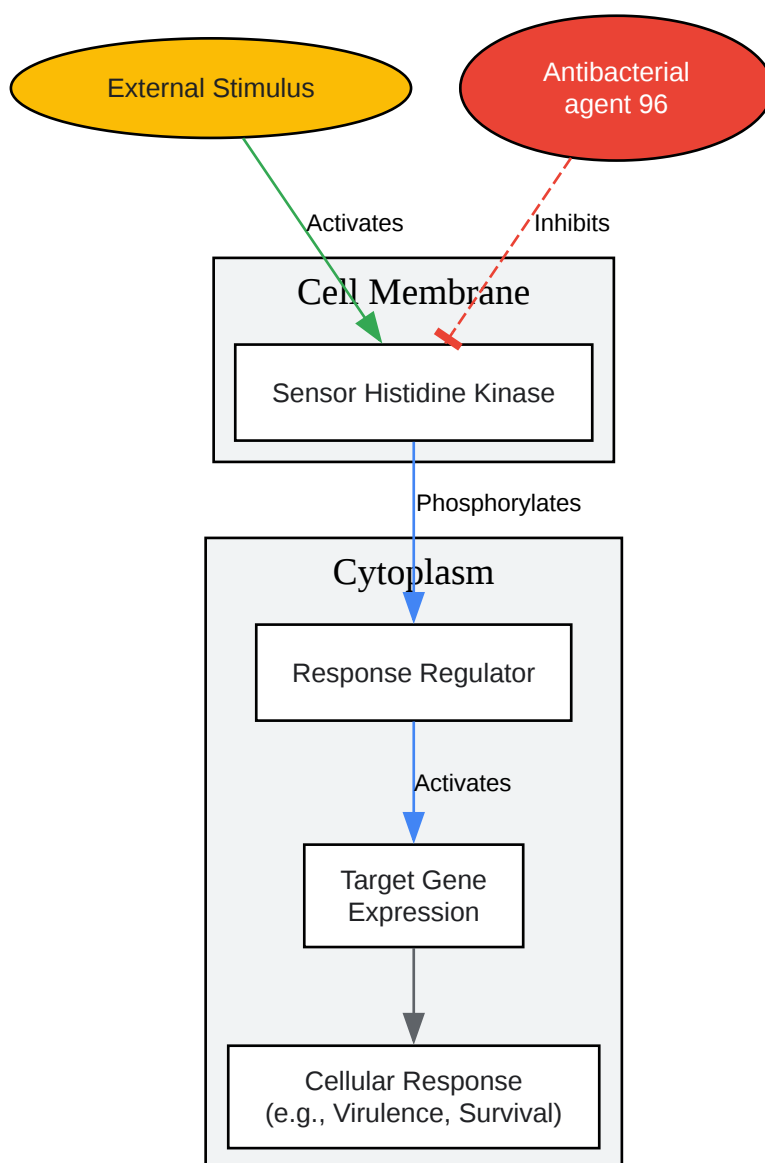 External Stimulus
Antibacterial
agent 96
Activates
Inhibits
Cell Membrane
Sensor Histidine Kinase
Phosphorylates
Cytoplasm
Response Regulator
Activates
Target Gene
Expression
Cellular Response
(e.g., Virulence, Survival)